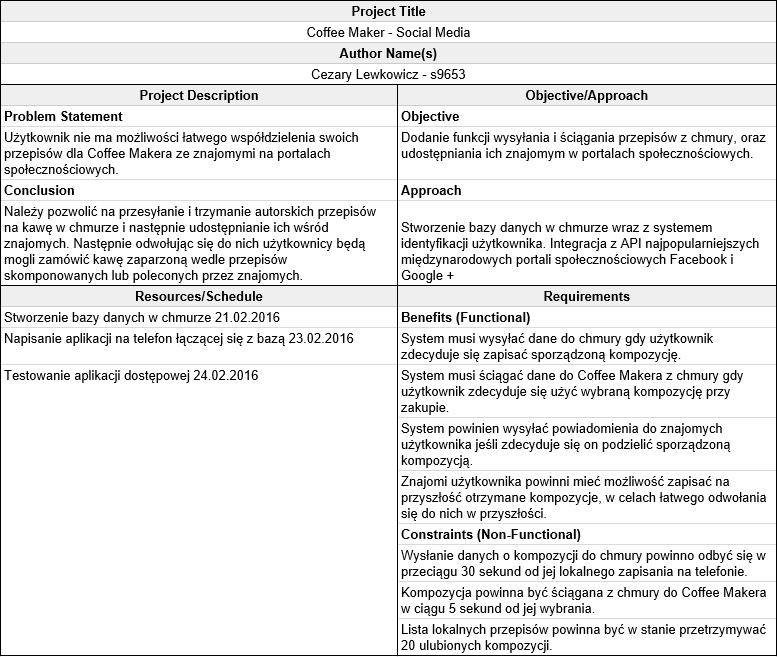 Project Title
Coffee Maker - Social Media
Author Name(s)
Cezary Lewkowicz - s9653
Project Description
Problem Statement
Użytkownik nie ma możliwości łatwego współdzielenia swoich
przepisów dla Coffee Makera ze znajomymi na portalach
społecznościowych.
Conclusion
Należy pozwolić na przesyłanie i trzymanie autorskich przepisów
na kawę w chmurze i następnie udostępnianie ich wśród
znajomych. Następnie odwołując się do nich użytkownicy będą
mogli zamówić kawę zaparzoną wedle przepisów
skomponowanych lub poleconych przez znajomych.
Objective/Approach
Objective
Dodanie funkcji wysyłania i ściągania przepisów z chmury, oraz
udostępniania ich znajomym w portalach społecznościowych.
Approach
Stworzenie bazy danych w chmurze wraz z systemem
identyfikacji użytkownika. Integracja z API najpopularniejszych
międzynarodowych portali społecznościowych Facebook i
Google +
Resources/Schedule
Stworzenie bazy danych w chmurze 21.02.2016
Napisanie aplikacji na telefon łączącej się z bazą 23.02.2016
Testowanie aplikacji dostępowej 24.02.2016
Requirements
Benefits (Functional)
System musi wysyłać dane do chmury gdy użytkownik
zdecyduje się zapisać sporządzoną kompozycję.
System musi ściągać dane do Coffee Makera z chmury gdy
użytkownik zdecyduje się użyć wybraną kompozycję przy
zakupie.
System powinien wysyłać powiadomienia do znajomych
użytkownika jeśli zdecyduje się on podzielić sporządzoną
kompozycją.
Znajomi użytkownika powinni mieć możliwość zapisać na
przyszłość otrzymane kompozycje, w celach łatwego odwołania
się do nich w przyszłości.
Constraints (Non-Functional)
Wysłanie danych o kompozycji do chmury powinno odbyć się w
przeciągu 30 sekund od jej lokalnego zapisania na telefonie.
Kompozycja powinna być ściągana z chmury do Coffee Makera
w ciągu 5 sekund od jej wybrania.
Lista lokalnych przepisów powinna być w stanie przetrzymywać
20 ulubionych kompozycji.